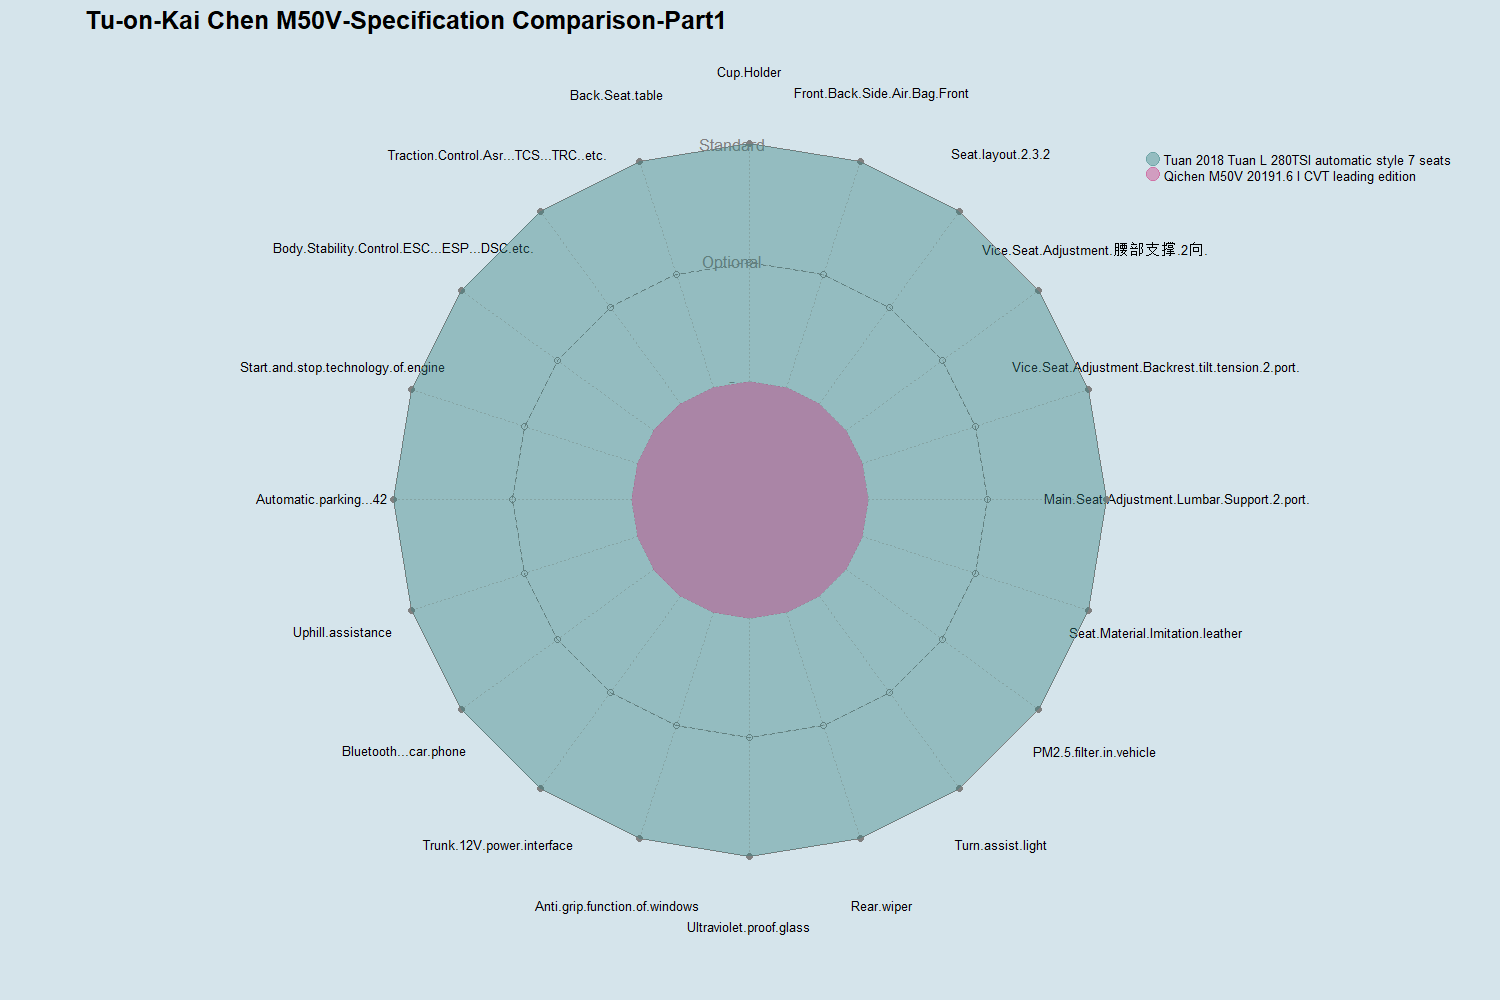 Tu-on-Kai Chen M50V-Specification Comparison-Part1
Cup.Holder
Back.Seat.table
Front.Back.Side.Air.Bag.Front
Standard
Traction.Control.Asr...TCS...TRC..etc.
Seat.layout.2.3.2
Tuan 2018 Tuan L 280TSI automatic style 7 seats
Qichen M50V 20191.6 l CVT leading edition
Body.Stability.Control.ESC...ESP...DSC.etc.
Vice.Seat.Adjustment.腰部支撑.2向.
Optional
Start.and.stop.technology.of.engine
Vice.Seat.Adjustment.Backrest.tilt.tension.2.port.
-
Automatic.parking...42
Main.Seat.Adjustment.Lumbar.Support.2.port.
Uphill.assistance
Seat.Material.Imitation.leather
Bluetooth...car.phone
PM2.5.filter.in.vehicle
Trunk.12V.power.interface
Turn.assist.light
Anti.grip.function.of.windows
Rear.wiper
Ultraviolet.proof.glass